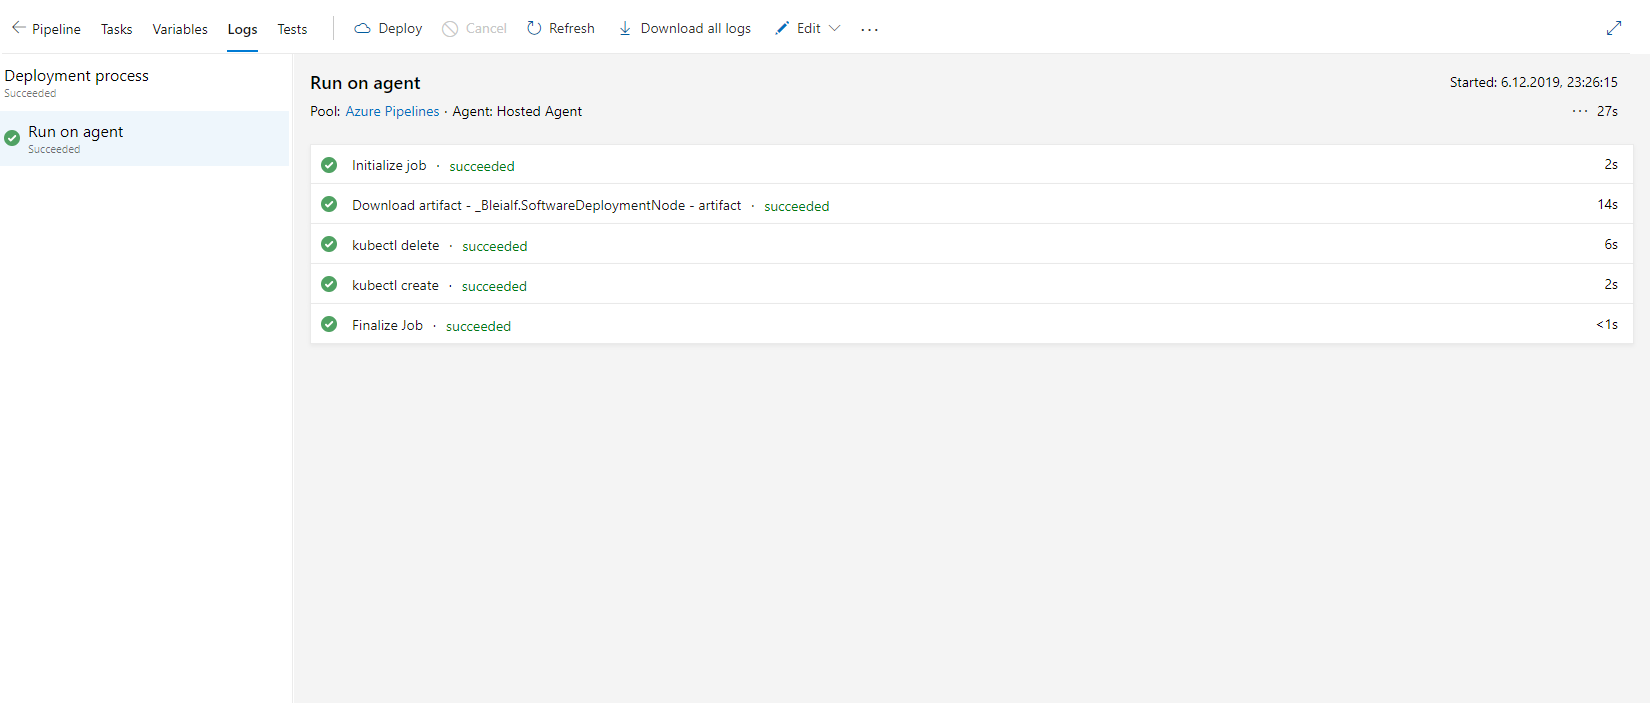 Pipeline Tasks Variables Logs Tests Deploy Cancel Refresh Download all logs Edit ...
Deployment process
Succeeded
Run on agent
Succeeded
Run on agent Started: 6.12.2019, 23:26:15
Pool: Azure Pipelines · Agent: Hosted Agent ... 27s
Initialize job · succeeded 2s
Download artifact - _Bleialf.SoftwareDeploymentNode - artifact · succeeded 14s
kubectl delete · succeeded 6s
kubectl create · succeeded 2s
Finalize Job · succeeded <1s